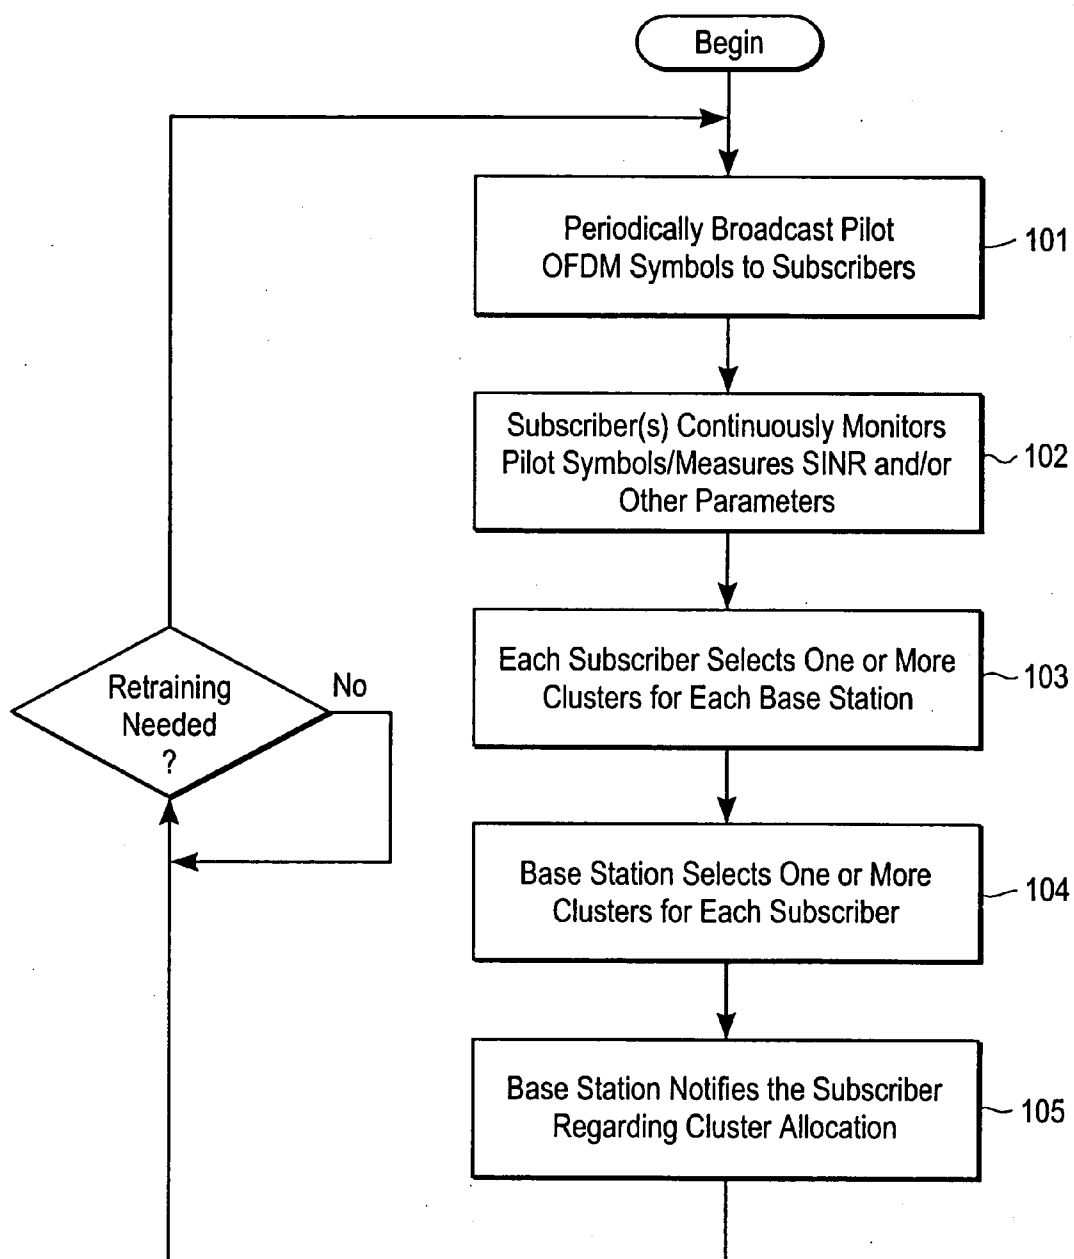 Begin
Periodically Broadcast Pilot
OFDM Symbols to Subscribers
101
Subscriber(s) Continuously Monitors
Pilot Symbols/Measures SINR and/or
Other Parameters
102
Each Subscriber Selects One or More
Clusters for Each Base Station
103
Retraining
Needed
?
No
Base Station Selects One or More
Clusters for Each Subscriber
104
Base Station Notifies the Subscriber
Regarding Cluster Allocation
105